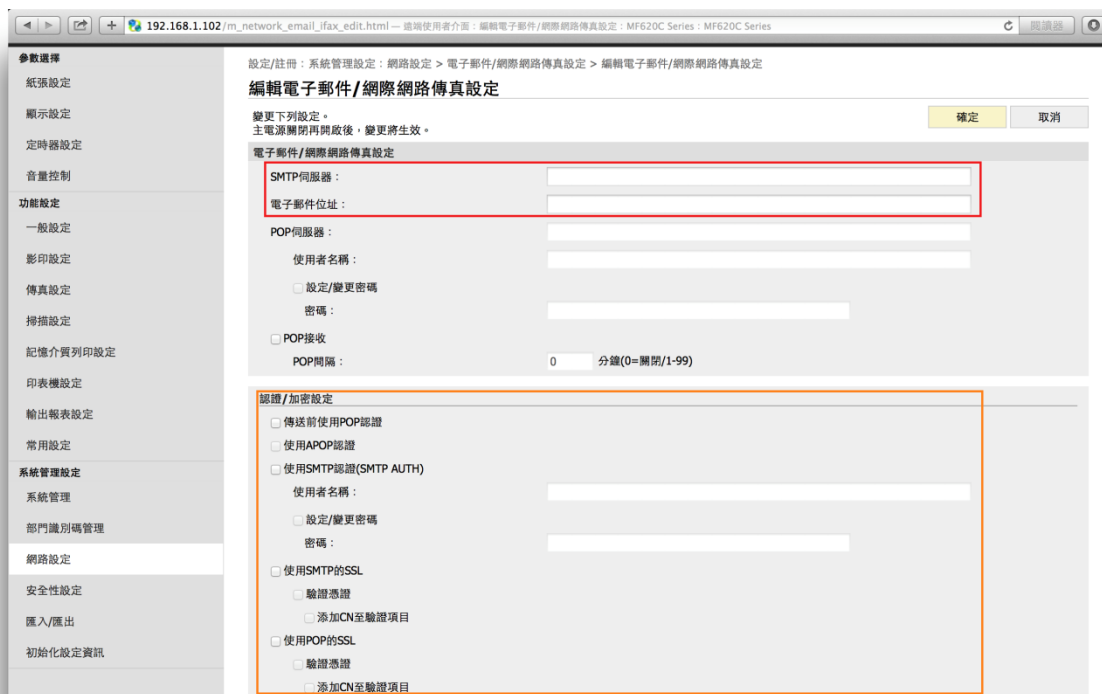 192.168.1.102/m_network_email_ifax_edit.html — 遠端使用者介面：編輯電子郵件/網際網路傳真設定：MF620C Series：MF620C Series
閱讀器
參數選擇
紙張設定
顯示設定
定時器設定
音量控制
功能設定
一般設定
影印設定
傳真設定
掃描設定
記憶介質列印設定
印表機設定
輸出報表設定
常用設定
系統管理設定
系統管理
部門識別碼管理
網路設定
安全性設定
匯入/匯出
初始化設定資訊
設定/註冊：系統管理設定：網路設定 > 電子郵件/網際網路傳真設定 > 編輯電子郵件/網際網路傳真設定
編輯電子郵件/網際網路傳真設定
變更下列設定。
主電源關閉再開啟後，變更將生效。
確定
取消
電子郵件/網際網路傳真設定
SMTP伺服器：
電子郵件位址：
POP伺服器：
使用者名稱：
設定/變更密碼
密碼：
POP接收
POP間隔： 0 分鐘(0=關閉/1-99)
認證/加密設定
傳送前使用POP認證
使用APOP認證
使用SMTP認證(SMTP AUTH)
使用者名稱：
設定/變更密碼
密碼：
使用SMTP的SSL
驗證憑證
添加CN至驗證項目
使用POP的SSL
驗證憑證
添加CN至驗證項目